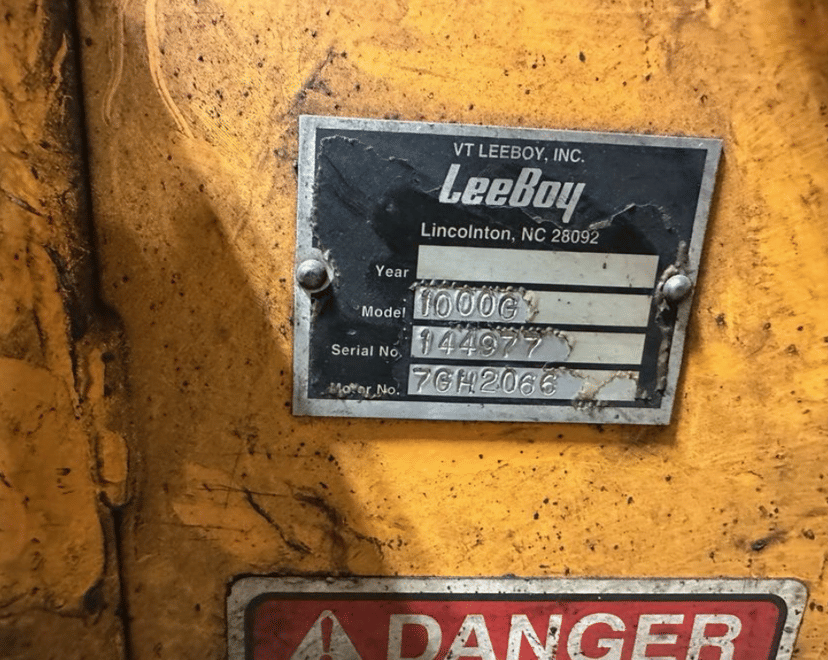 VT LEEBOY, INC.
LeeBoy
Lincolnton, NC 28092
Year
Model 1000G
Serial No. 144977
Motor No. 7GH2066
DANGER